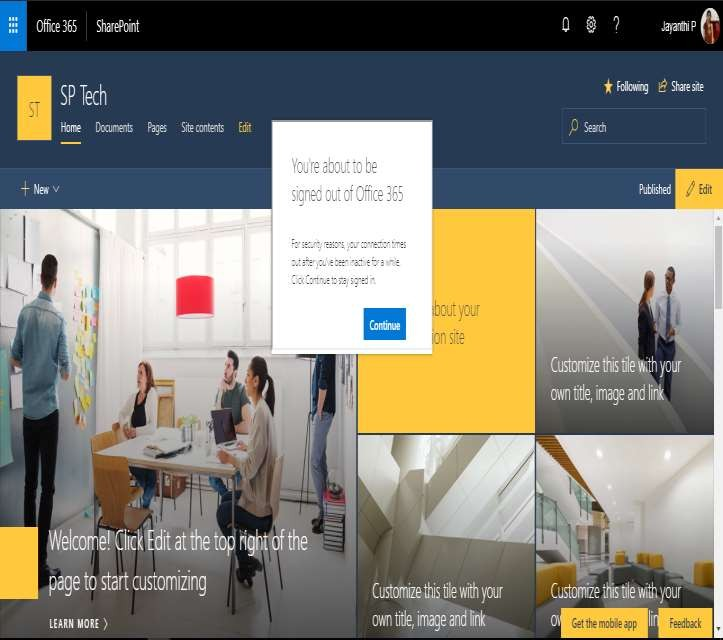 Office 365
SharePoint
Jayanthi P
ST
SP Tech
Following
Share site
Home
Documents
Pages
Site contents
Edit
Search
New
Published
Edit
You're about to be
signed out of Office 365
For security reasons, your connection times
out after you've been inactive for a while.
Click Continue to stay signed in.
Continue
about your
ion site
Customize this tile with your
own title, image and link
Welcome! Click Edit at the top right of the
page to start customizing
LEARN MORE
Customize this tile with your
own title, image and link
Customize this tile with your
Get the mobile app
Feedback